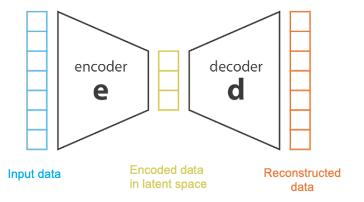 encoder
e
decoder
d
Input data
Encoded data
in latent space
Reconstructed
data